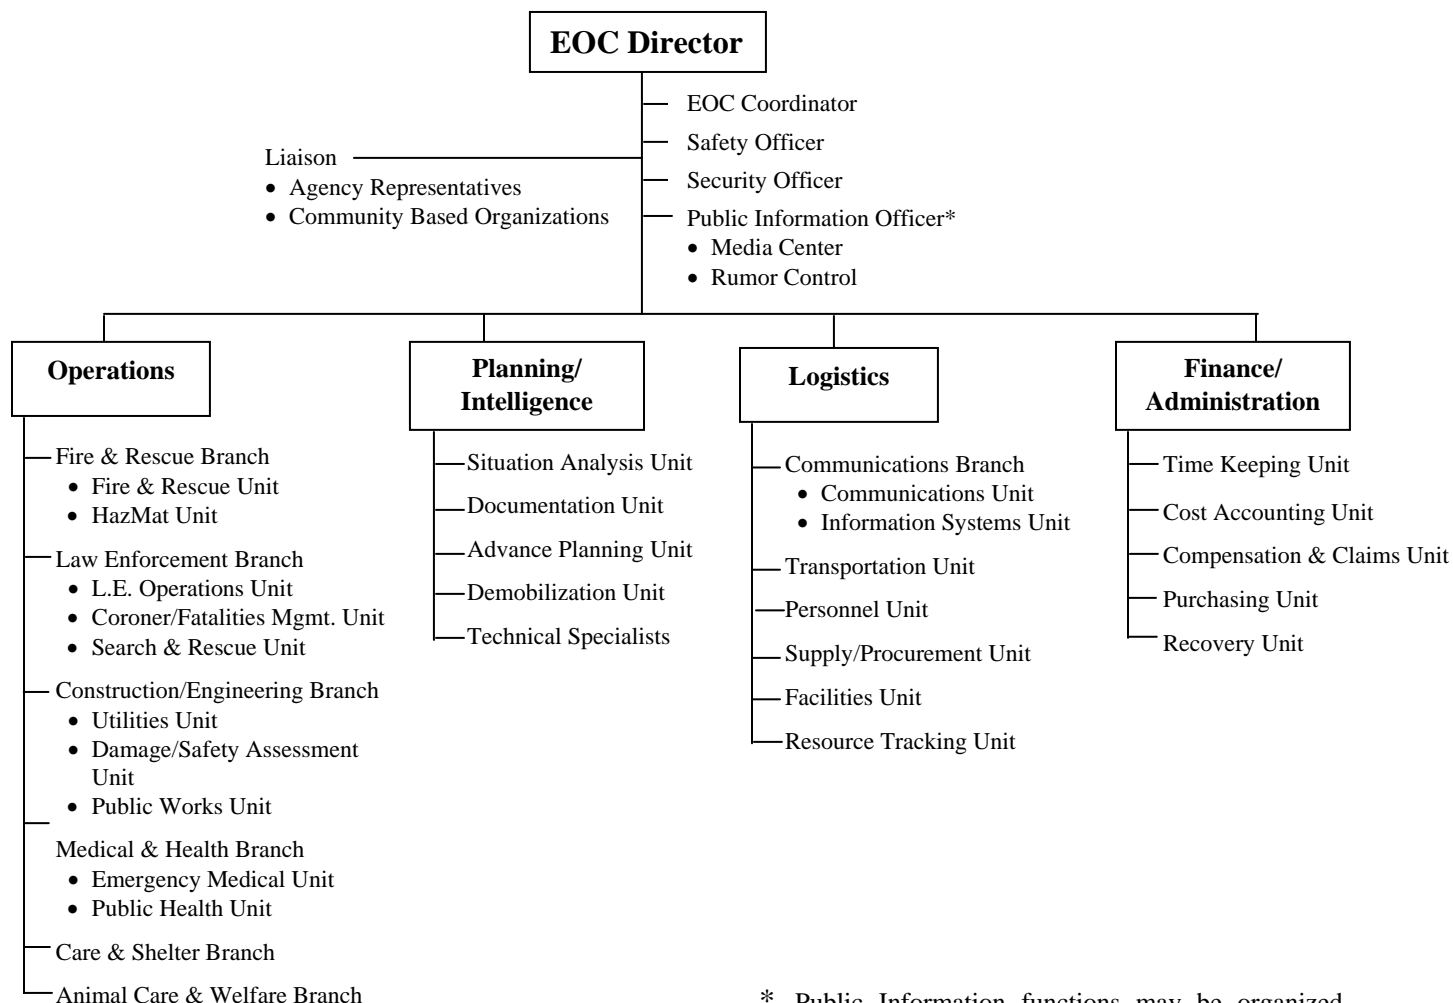 EOC Director
EOC Coordinator
Safety Officer
Liaison
• Agency Representatives
• Community Based Organizations
Security Officer
Public Information Officer*
• Media Center
• Rumor Control
Operations
Fire & Rescue Branch
• Fire & Rescue Unit
• HazMat Unit
Law Enforcement Branch
• L.E. Operations Unit
• Coroner/Fatalities Mgmt. Unit
• Search & Rescue Unit
Construction/Engineering Branch
• Utilities Unit
• Damage/Safety Assessment
Unit
• Public Works Unit
Medical & Health Branch
• Emergency Medical Unit
• Public Health Unit
Care & Shelter Branch
Animal Care & Welfare Branch
Planning/
Intelligence
Situation Analysis Unit
Documentation Unit
Advance Planning Unit
Demobilization Unit
Technical Specialists
Logistics
Communications Branch
• Communications Unit
• Information Systems Unit
Transportation Unit
Personnel Unit
Supply/Procurement Unit
Facilities Unit
Resource Tracking Unit
Finance/
Administration
Time Keeping Unit
Cost Accounting Unit
Compensation & Claims Unit
Purchasing Unit
Recovery Unit
* Public Information functions may be organized